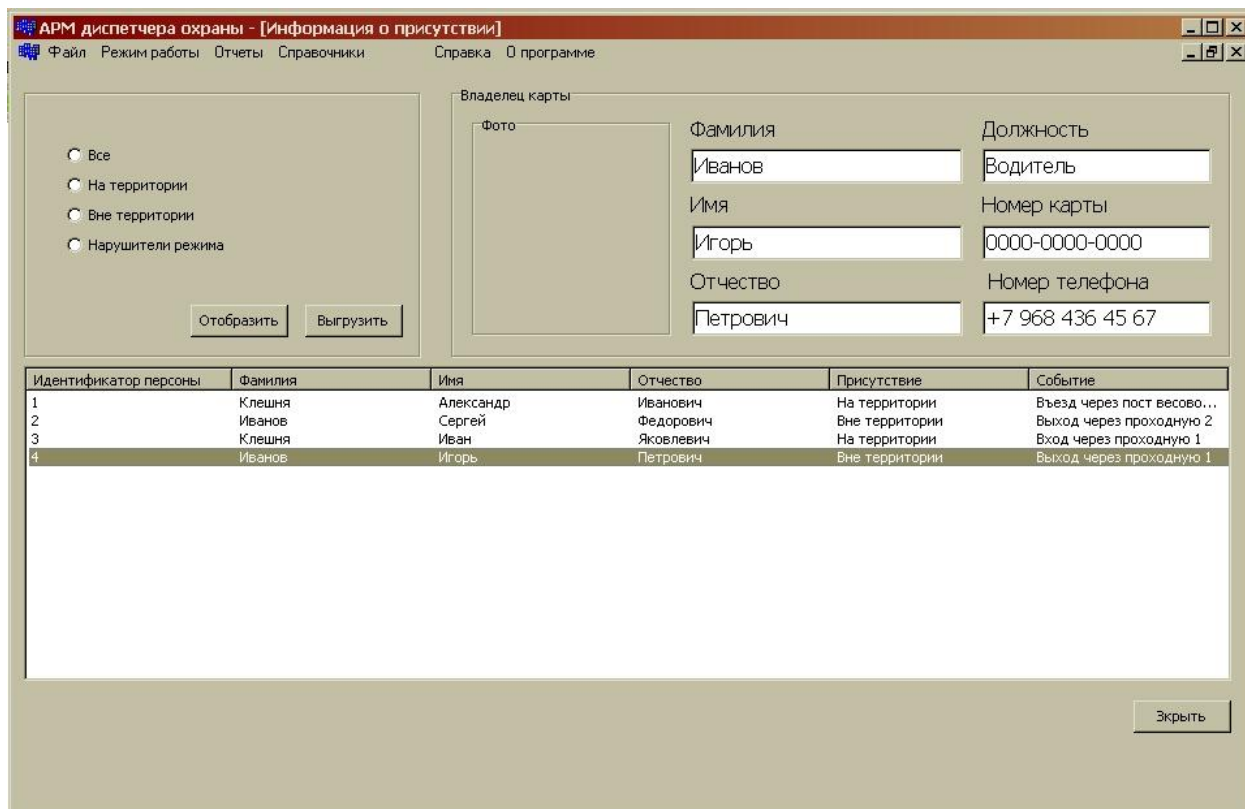 АРМ диспетчера охраны - [Информация о присутствии]
Файл Режим работы Отчеты Справочники Справка О программе
Владелец карты
Фото
Все
На территории
Вне территории
Нарушители режима
Отобразить Выгрузить
Фамилия Должность
Иванов Водитель
Имя Номер карты
Игорь 0000-0000-0000
Отчество Номер телефона
Петрович +7 968 436 45 67
Идентификатор персоны Фамилия Имя Отчество Присутствие Событие
1 Клешня Александр Иванович На территории Въезд через пост весово...
2 Иванов Сергей Федорович Вне территории Выход через проходную 2
3 Клешня Иван Яковлевич На территории Вход через проходную 1
4 Иванов Игорь Петрович Вне территории Выход через проходную 1
Зкрыть